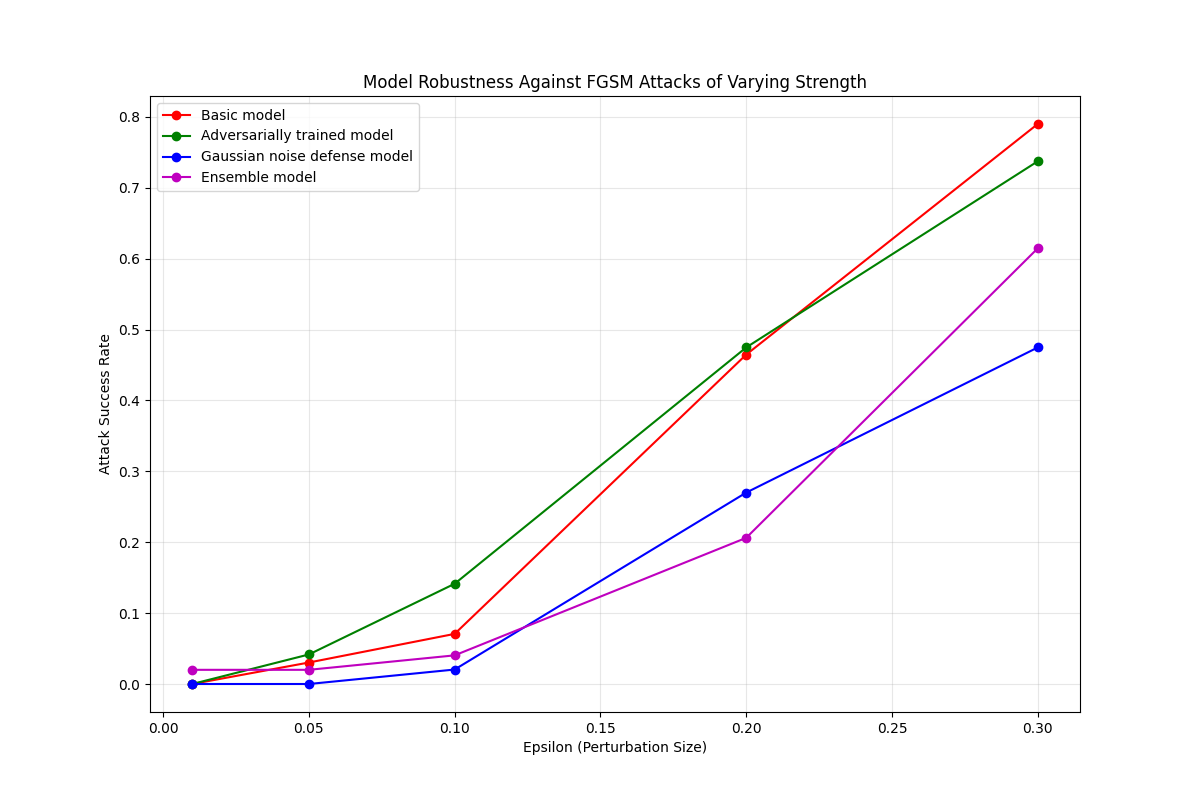 Model Robustness Against FGSM Attacks of Varying Strength
Basic model
Adversarially trained model
Gaussian noise defense model
Ensemble model
Attack Success Rate
0.8
0.7
0.6
0.5
0.4
0.3
0.2
0.1
0.0
0.00 0.05 0.10 0.15 0.20 0.25 0.30
Epsilon (Perturbation Size)